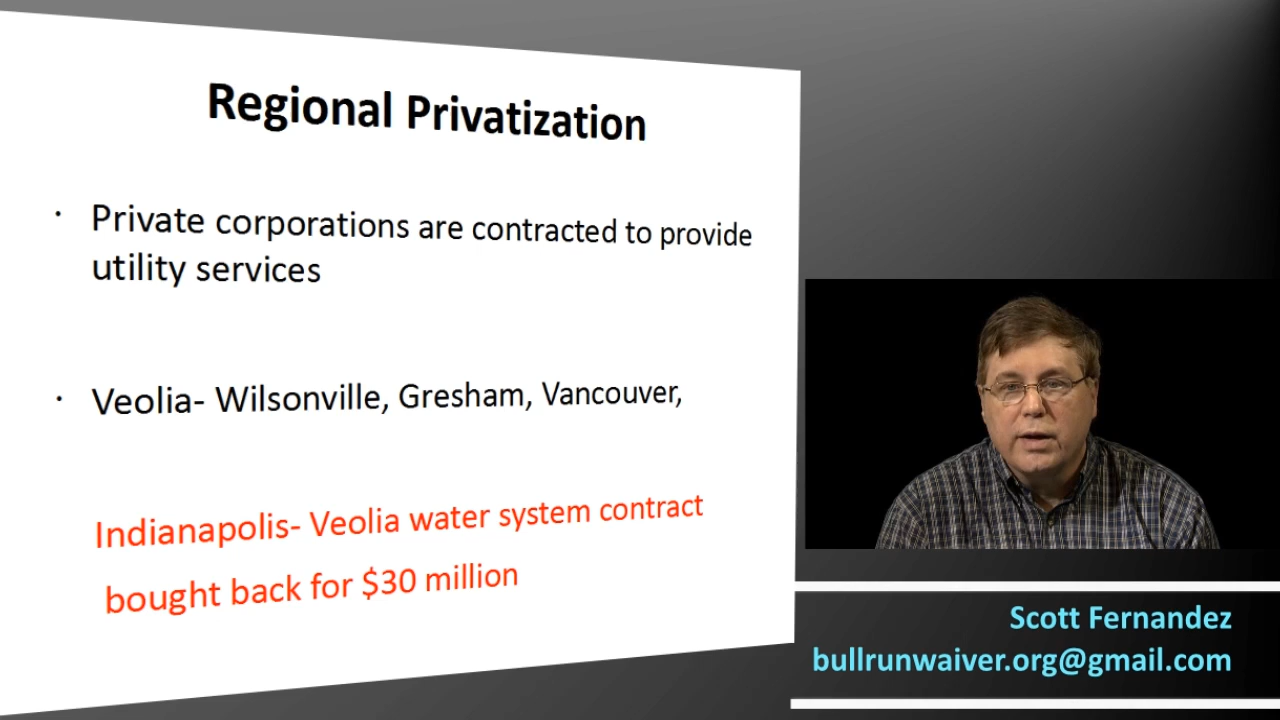 Regional Privatization
• Private corporations are contracted to provide
utility services
• Veolia- Wilsonville, Gresham, Vancouver,
Indianapolis- Veolia water system contract
bought back for $30 million
Scott Fernandez
bullrunwaiver.org@gmail.com